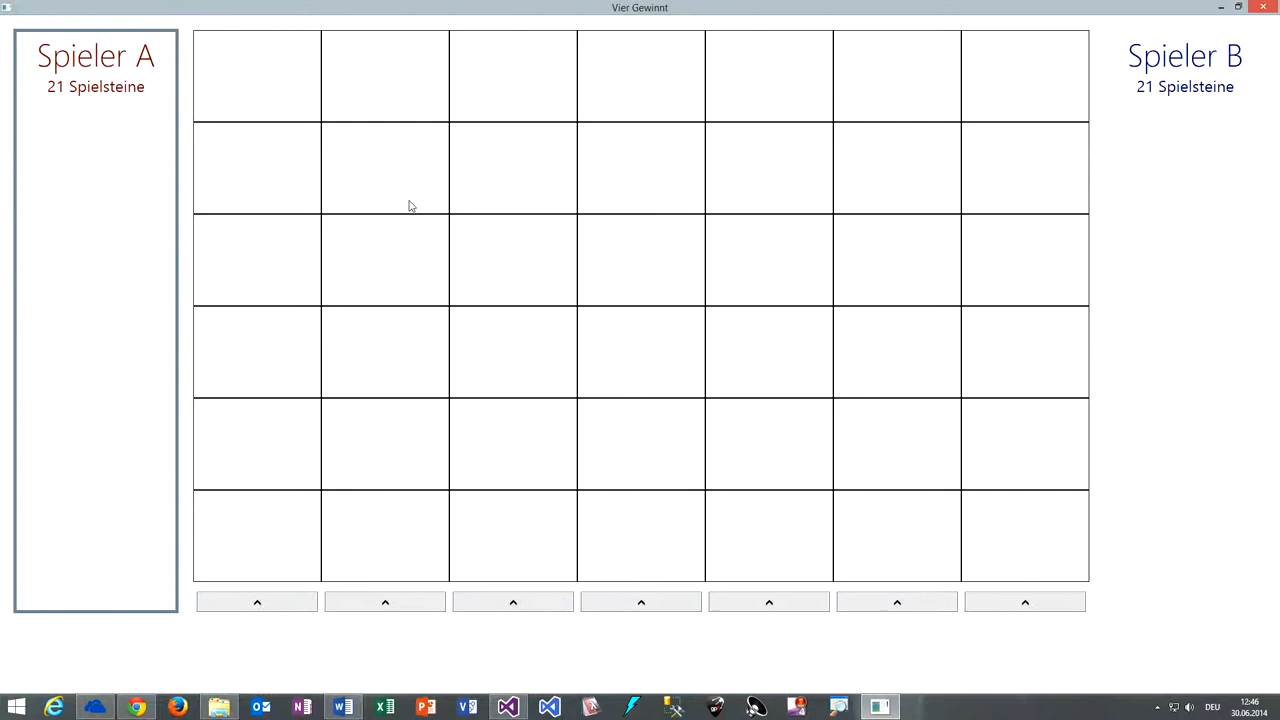 Vier Gewinnt
Spieler A
21 Spielsteine
Spieler B
21 Spielsteine
DEU
12:46
30.06.2014